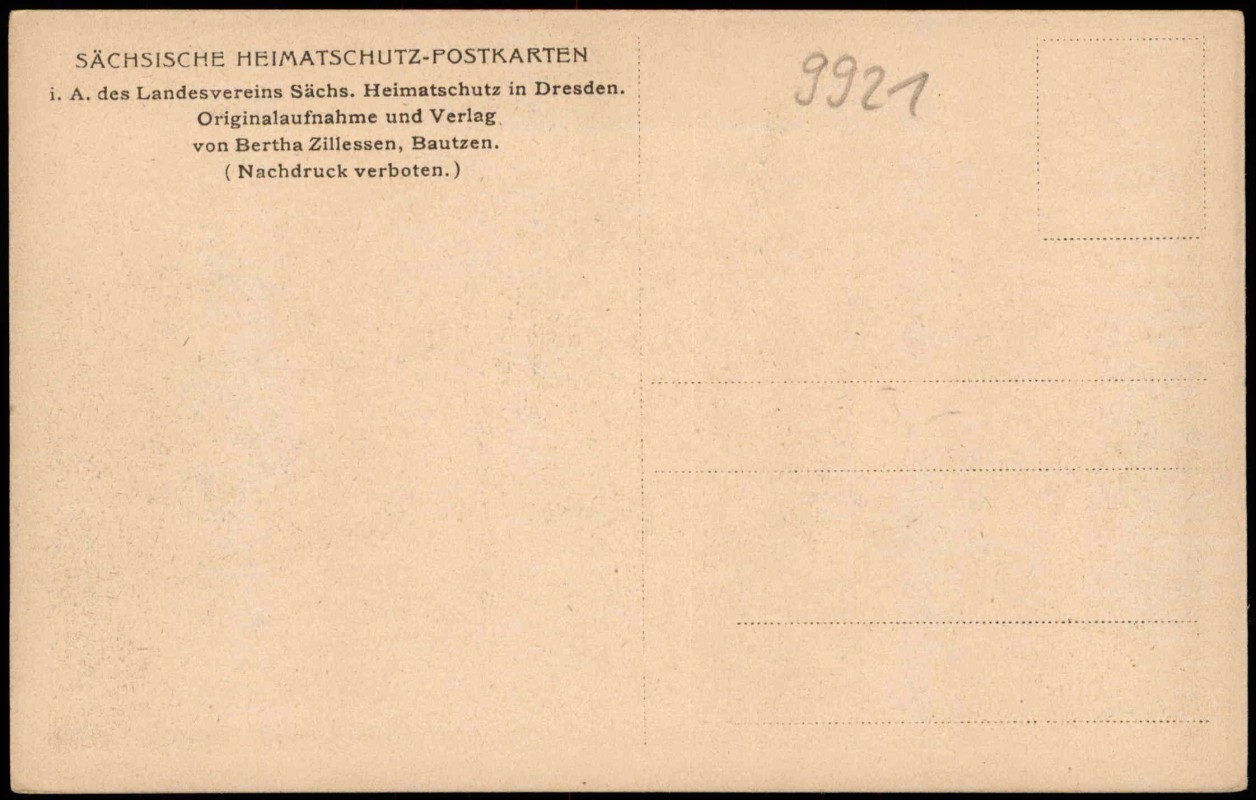 SÄCHSISCHE HEIMATSCHUTZ-POSTKARTEN
i. A. des Landesvereins Sächs. Heimatschutz in Dresden.
Originalaufnahme und Verlag
von Bertha Zillessen, Bautzen.
( Nachdruck verboten. )
9921